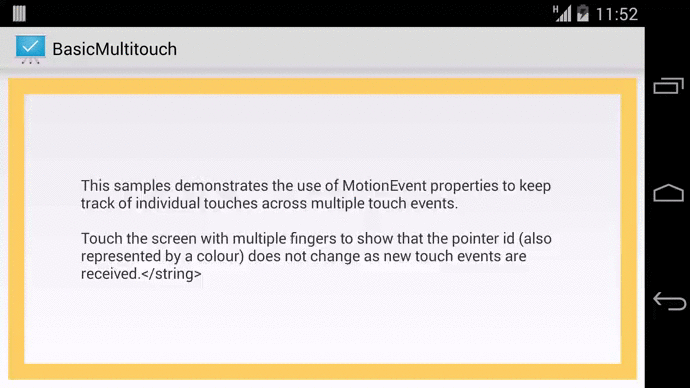 H 11:52
BasicMultitouch
This samples demonstrates the use of MotionEvent properties to keep
track of individual touches across multiple touch events.
Touch the screen with multiple fingers to show that the pointer id (also
represented by a colour) does not change as new touch events are
received.</string>